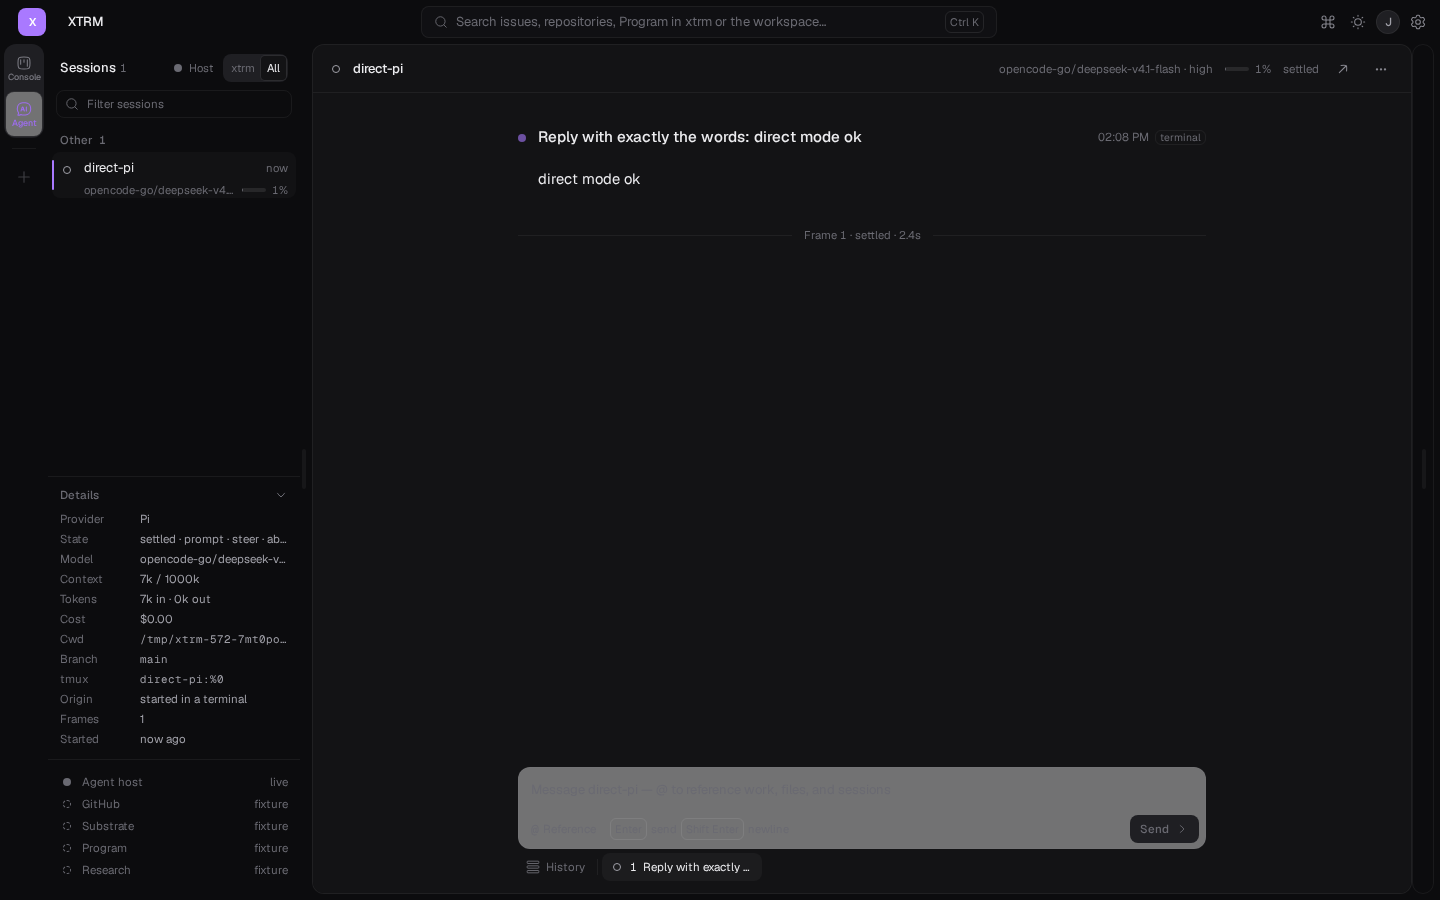 X XTRM Search issues, repositories, Program in xtrm or the workspace... Ctrl K J
Console
AI
Agent
Sessions 1 Host xtrm All
Filter sessions
Other 1
direct-pi now
opencode-go/deepseek-v4... 1%
Details
Provider Pi
State settled · prompt · steer · ab...
Model opencode-go/deepseek-v...
Context 7k / 1000k
Tokens 7k in · 0k out
Cost $0.00
Cwd /tmp/xtrm-572-7mt0po...
Branch main
tmux direct-pi:%0
Origin started in a terminal
Frames 1
Started now ago
Agent host live
GitHub fixture
Substrate fixture
Program fixture
Research fixture
direct-pi opencode-go/deepseek-v4.1-flash · high 1% settled
Reply with exactly the words: direct mode ok 02:08 PM terminal
direct mode ok
Frame 1 · settled · 2.4s
Message direct-pi — @ to reference work, files, and sessions
@ Reference Enter send Shift Enter newline Send
History 1 Reply with exactly ...